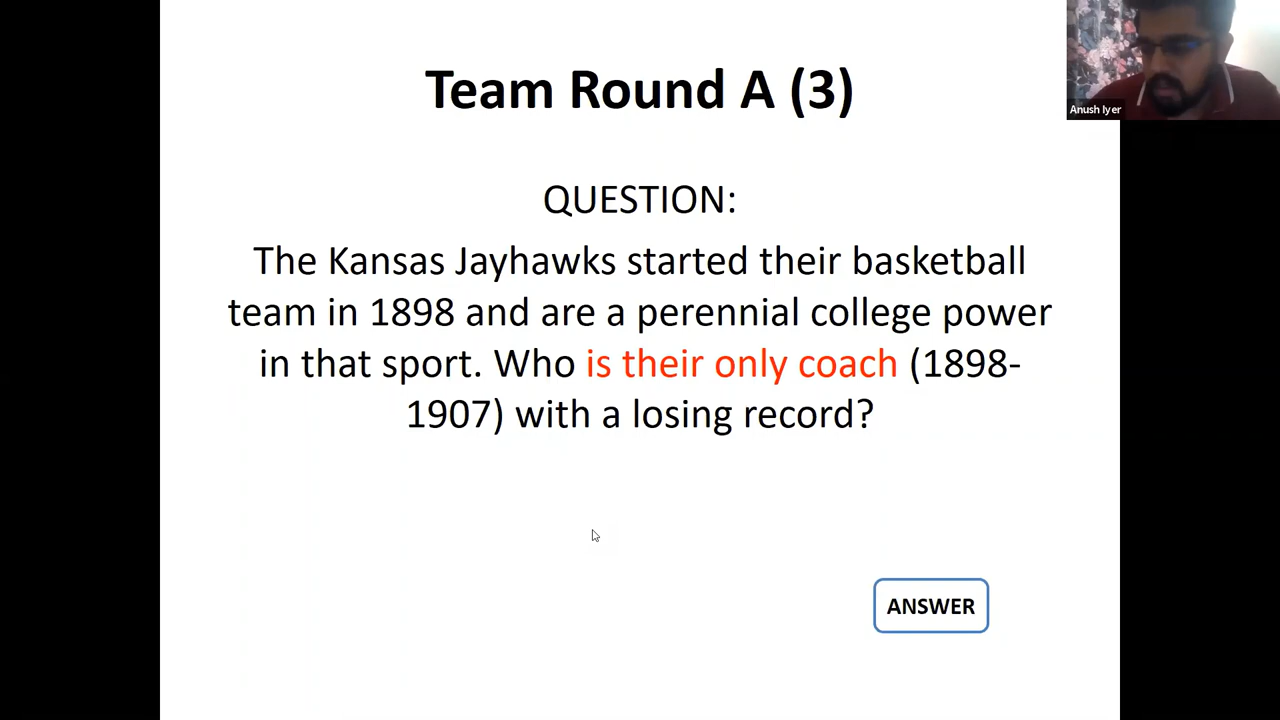 Team Round A (3)
Anush Iyer
QUESTION:
The Kansas Jayhawks started their basketball
team in 1898 and are a perennial college power
in that sport. Who is their only coach (1898-
1907) with a losing record?
ANSWER